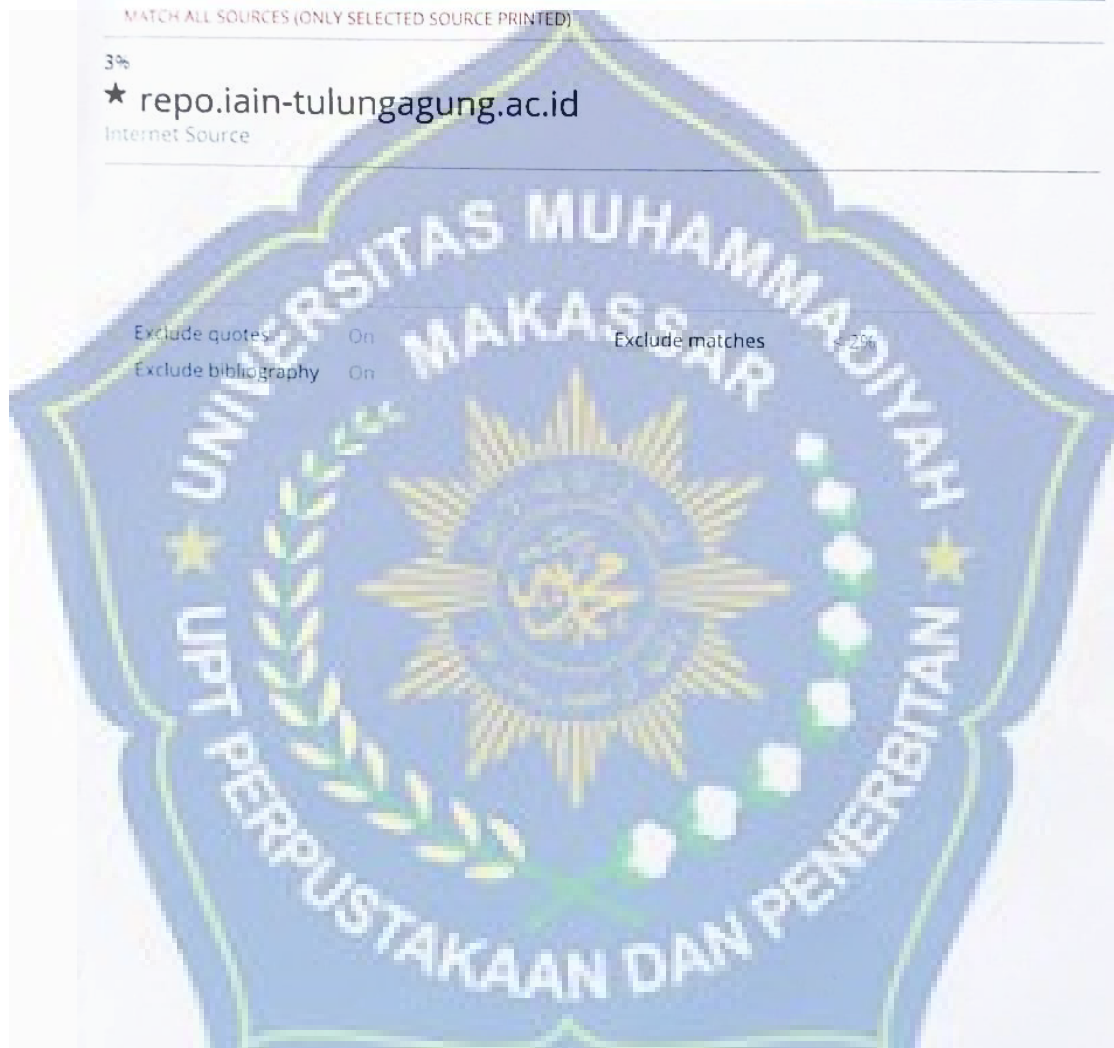 MATCH ALL SOURCES (ONLY SELECTED SOURCE PRINTED)
3%
★ repo.iain-tulungagung.ac.id
Internet Source
Exclude quotes On Exclude matches < 2%
Exclude bibliography On
UNIVERSITAS MUHAMMADIYAH
MAKASSAR
UPT PERPUSTAKAAN DAN PENERBITAN